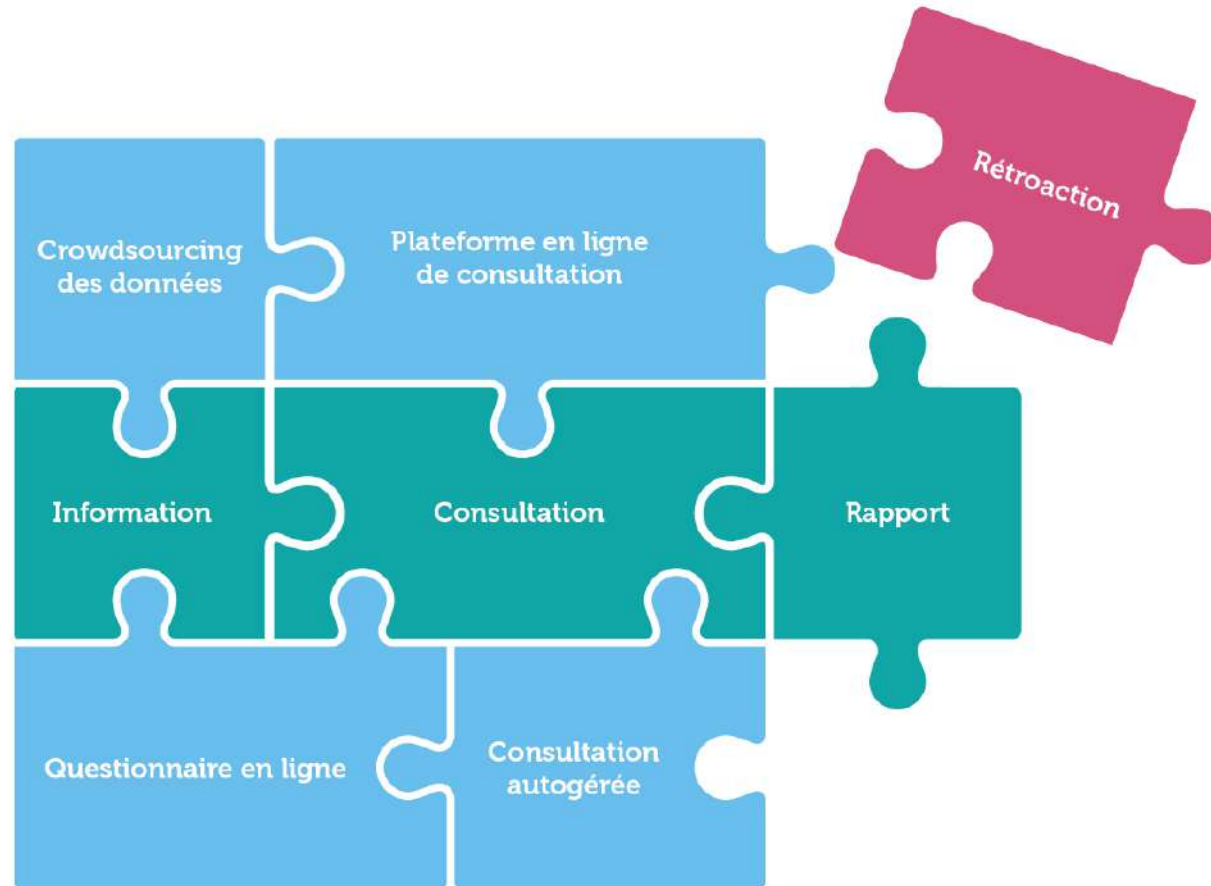 Rétroaction
Crowdsourcing
des données
Plateforme en ligne
de consultation
Information
Consultation
Rapport
Questionnaire en ligne
Consultation
autogérée